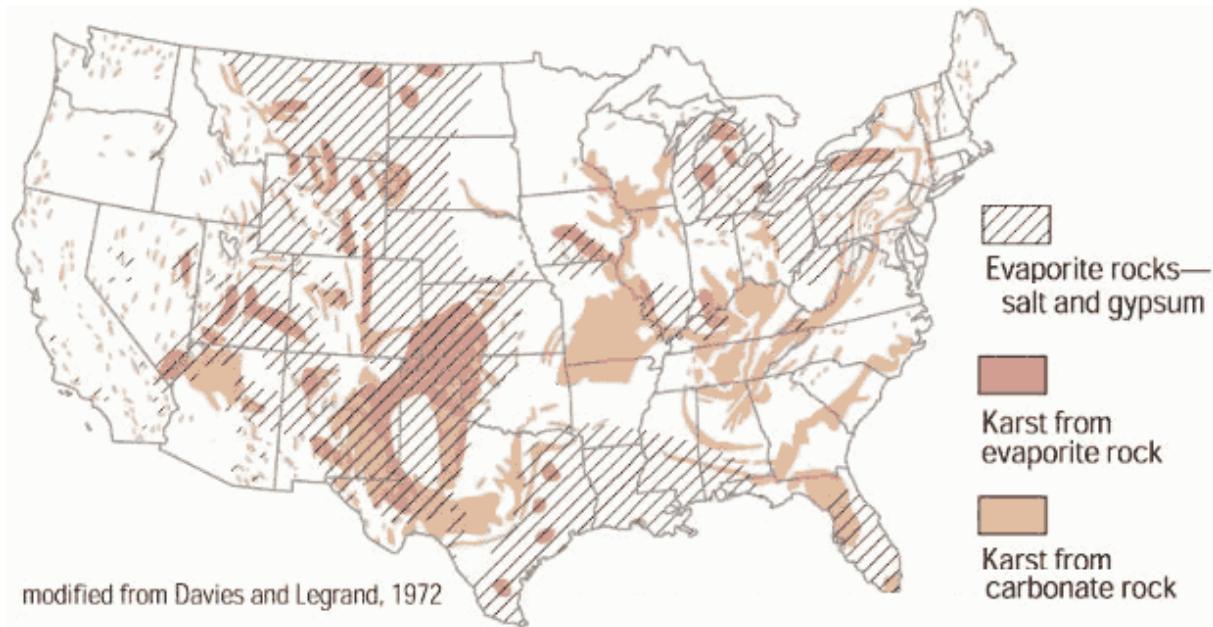 Evaporite rocks—
salt and gypsum
Karst from
evaporite rock
Karst from
carbonate rock
modified from Davies and Legrand, 1972